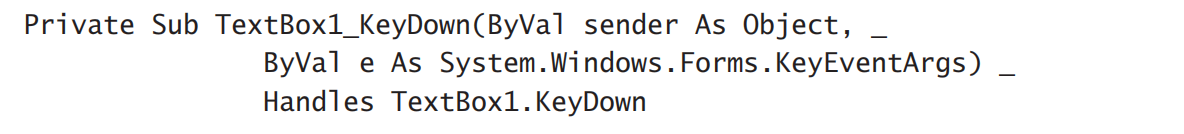 Private Sub TextBox1_KeyDown(ByVal sender As Object, _
ByVal e As System.Windows.Forms.KeyEventArgs) _
Handles TextBox1.KeyDown